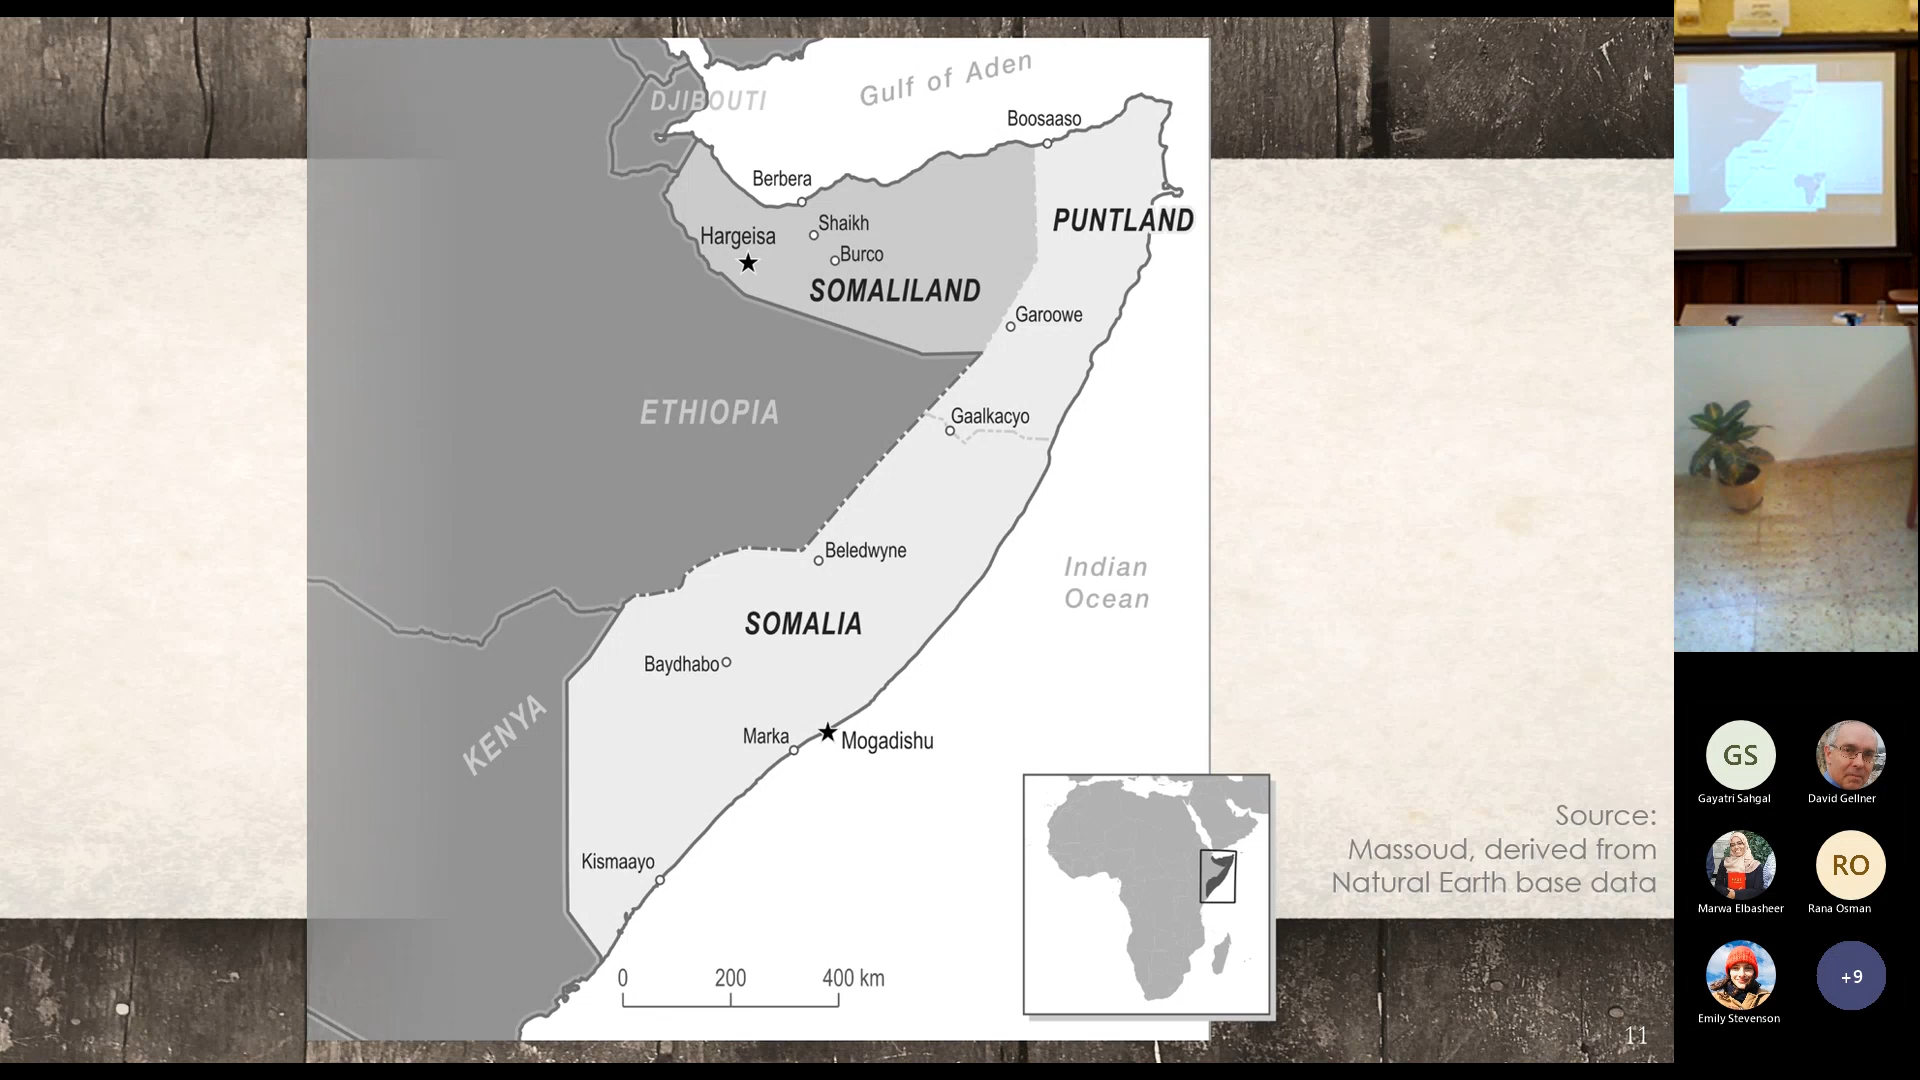 Gulf of Aden
DJIBOUTI
Boosaaso
Berbera
PUNTLAND
Shaikh
Hargeisa
Burco
SOMALILAND
Garoowe
ETHIOPIA
Gaalkacyo
Beledwyne
Indian
Ocean
SOMALIA
Baydhabo
KENYA
Marka
Mogadishu
Kismaayo
0 200 400 km
Source:
Massoud, derived from
Natural Earth base data
11
GS
Gayatri Sahgal
David Gellner
RO
Marwa Elbasheer
Rana Osman
+9
Emily Stevenson